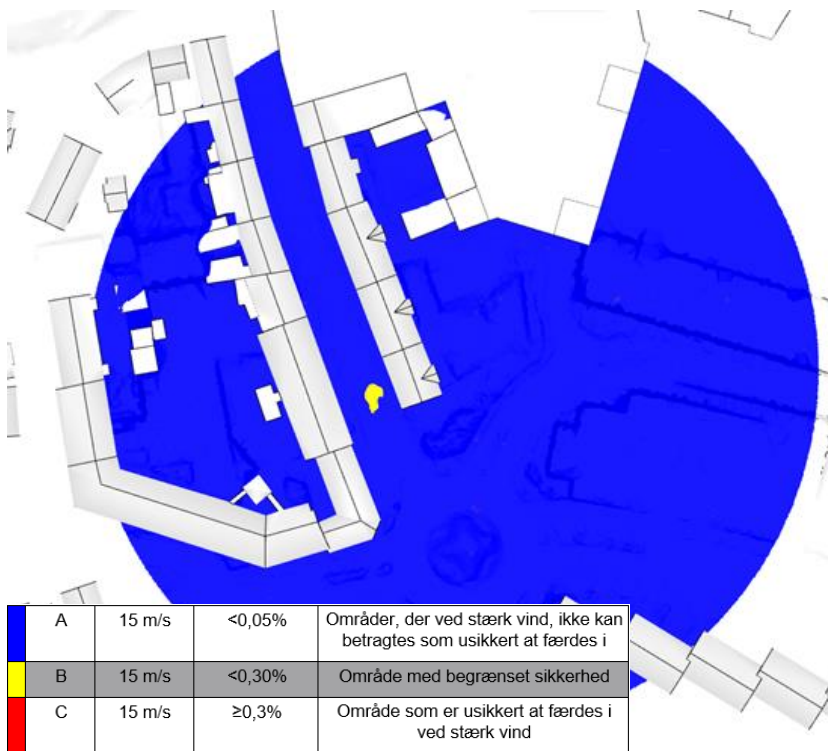 A 15 m/s <0,05% Områder, der ved stærk vind, ikke kan
betragtes som usikkert at færdes i
B 15 m/s <0,30% Område med begrænset sikkerhed
C 15 m/s ≥0,3% Område som er usikkert at færdes i
ved stærk vind